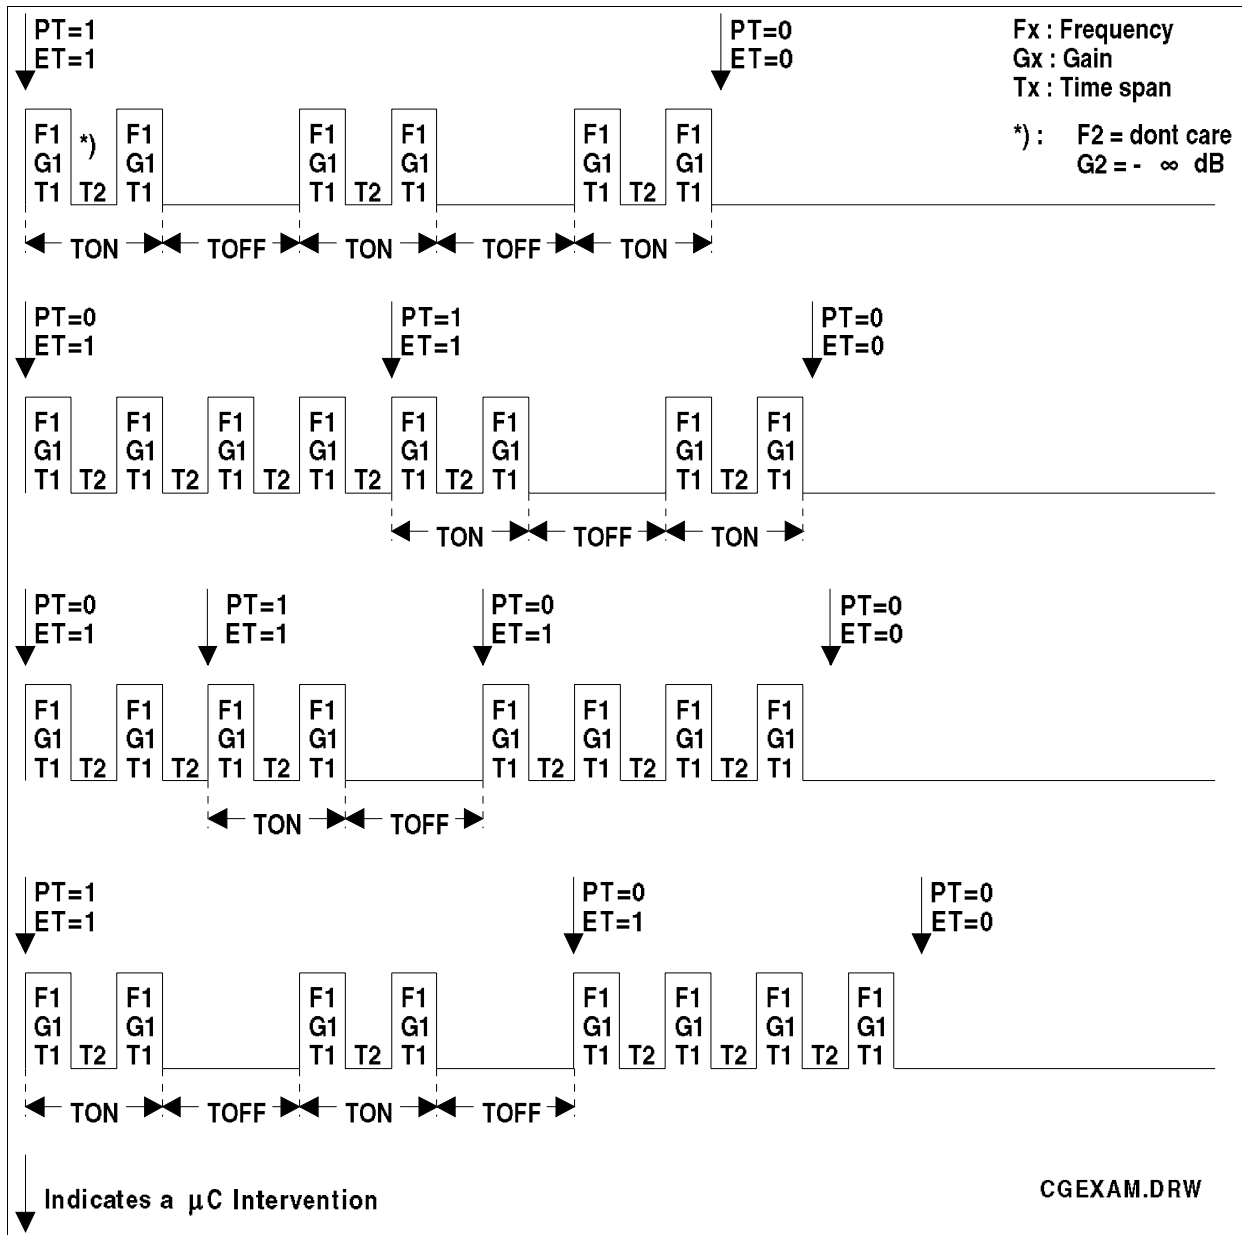 PT=1 PT=0 Fx : Frequency
ET=1 ET=0 Gx : Gain
Tx : Time span
*) : F2 = dont care
G2 = - ∞ dB
F1 *) F1 F1 F1 F1 F1
G1 G1 G1 G1 G1 G1
T1 T2 T1 T1 T2 T1 T1 T2 T1
TON TOFF TON TOFF TON
PT=0 PT=1 PT=0
ET=1 ET=1 ET=0
F1 F1 F1 F1 F1 F1 F1 F1
G1 G1 G1 G1 G1 G1 G1 G1
T1 T2 T1 T2 T1 T2 T1 T2 T1 T2 T1 T1 T2 T1
TON TOFF TON
PT=0 PT=1 PT=0 PT=0
ET=1 ET=1 ET=1 ET=0
F1 F1 F1 F1 F1 F1 F1 F1
G1 G1 G1 G1 G1 G1 G1 G1
T1 T2 T1 T2 T1 T2 T1 T1 T2 T1 T2 T1 T2 T1
TON TOFF
PT=1 PT=0 PT=0
ET=1 ET=1 ET=0
F1 F1 F1 F1 F1 F1 F1 F1
G1 G1 G1 G1 G1 G1 G1 G1
T1 T2 T1 T1 T2 T1 T1 T2 T1 T2 T1 T2 T1
TON TOFF TON TOFF
Indicates a µC Intervention
CGEXAM.DRW